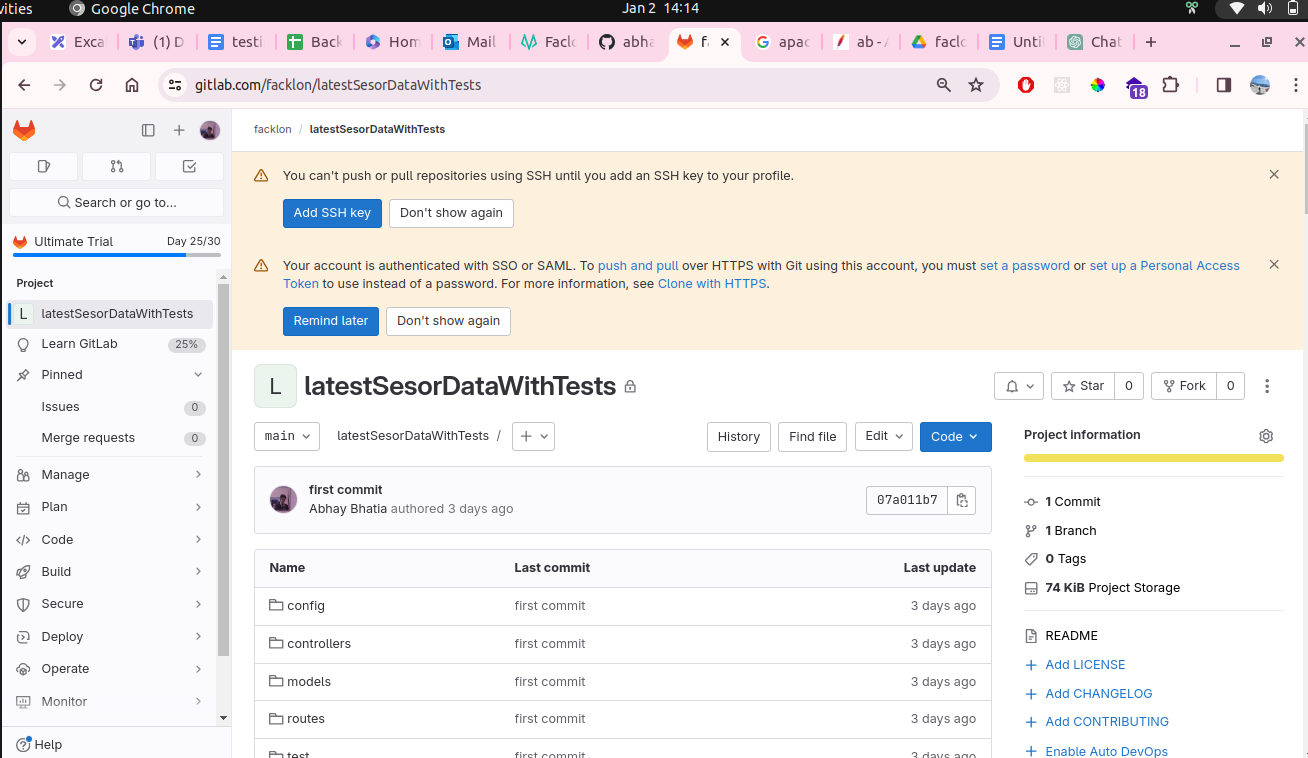 vities Google Chrome Jan 2 14:14
Exca (1) D testi Back Hom Mail Faclo abha fa apac ab - A faclo Unti Chat
gitlab.com/facklon/latestSesorDataWithTests 18
facklon / latestSesorDataWithTests
You can't push or pull repositories using SSH until you add an SSH key to your profile.
Add SSH key Don't show again
Your account is authenticated with SSO or SAML. To push and pull over HTTPS with Git using this account, you must set a password or set up a Personal Access
Token to use instead of a password. For more information, see Clone with HTTPS.
Remind later Don't show again
Search or go to...
Ultimate Trial Day 25/30
Project
L latestSesorDataWithTests
Learn GitLab 25%
Pinned
Issues 0
Merge requests 0
Manage
Plan
Code
Build
Secure
Deploy
Operate
Monitor
Help
L latestSesorDataWithTests
Star 0 Fork 0
main latestSesorDataWithTests / History Find file Edit Code
first commit
Abhay Bhatia authored 3 days ago
07a011b7
Name Last commit Last update
config first commit 3 days ago
controllers first commit 3 days ago
models first commit 3 days ago
routes first commit 3 days ago
test first commit 3 days ago
Project information
1 Commit
1 Branch
0 Tags
74 KiB Project Storage
README
Add LICENSE
Add CHANGELOG
Add CONTRIBUTING
Enable Auto DevOps